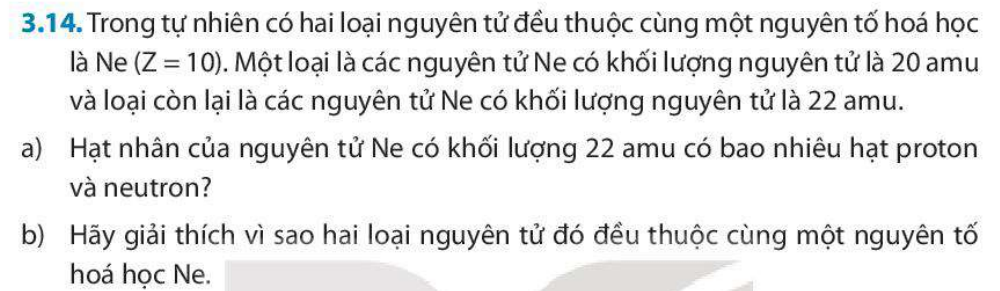 3.14. Trong tự nhiên có hai loại nguyên tử đều thuộc cùng một nguyên tố hoá học
là Ne (Z = 10). Một loại là các nguyên tử Ne có khối lượng nguyên tử là 20 amu
và loại còn lại là các nguyên tử Ne có khối lượng nguyên tử là 22 amu.
a) Hạt nhân của nguyên tử Ne có khối lượng 22 amu có bao nhiêu hạt proton
và neutron?
b) Hãy giải thích vì sao hai loại nguyên tử đó đều thuộc cùng một nguyên tố
hoá học Ne.